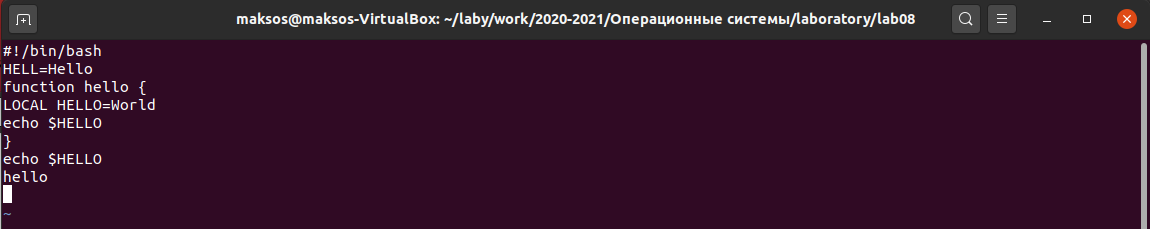 maksos@maksos-VirtualBox: ~/laby/work/2020-2021/Операционные системы/laboratory/lab08
#!/bin/bash
HELL=Hello
function hello {
LOCAL HELLO=World
echo $HELLO
}
echo $HELLO
hello
~